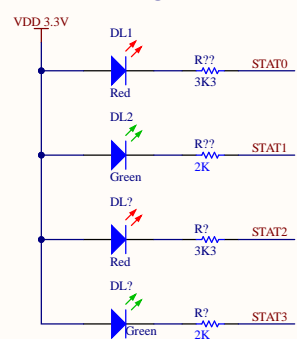 VDD 3.3V
DL1
R??
STAT0
Red
3K3
DL2
R??
STAT1
Green
2K
DL?
R?
STAT2
Red
3K3
DL?
R?
STAT3
Green
2K